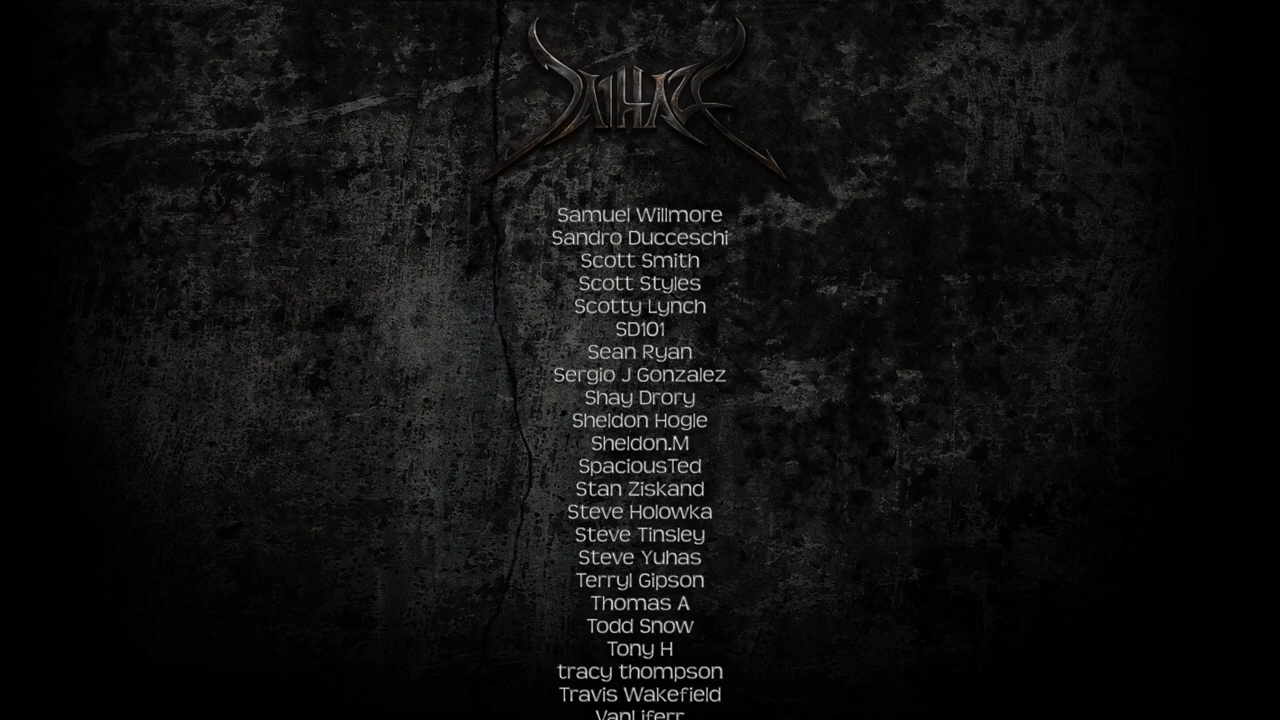 Samuel Willmore
Sandro Ducceschi
Scott Smith
Scott Styles
Scotty Lynch
SD101
Sean Ryan
Sergio J Gonzalez
Shay Drory
Sheldon Hogle
Sheldon.M
SpaciousTed
Stan Ziskand
Steve Holowka
Steve Tinsley
Steve Yuhas
Terryl Gipson
Thomas A
Todd Snow
Tony H
tracy thompson
Travis Wakefield